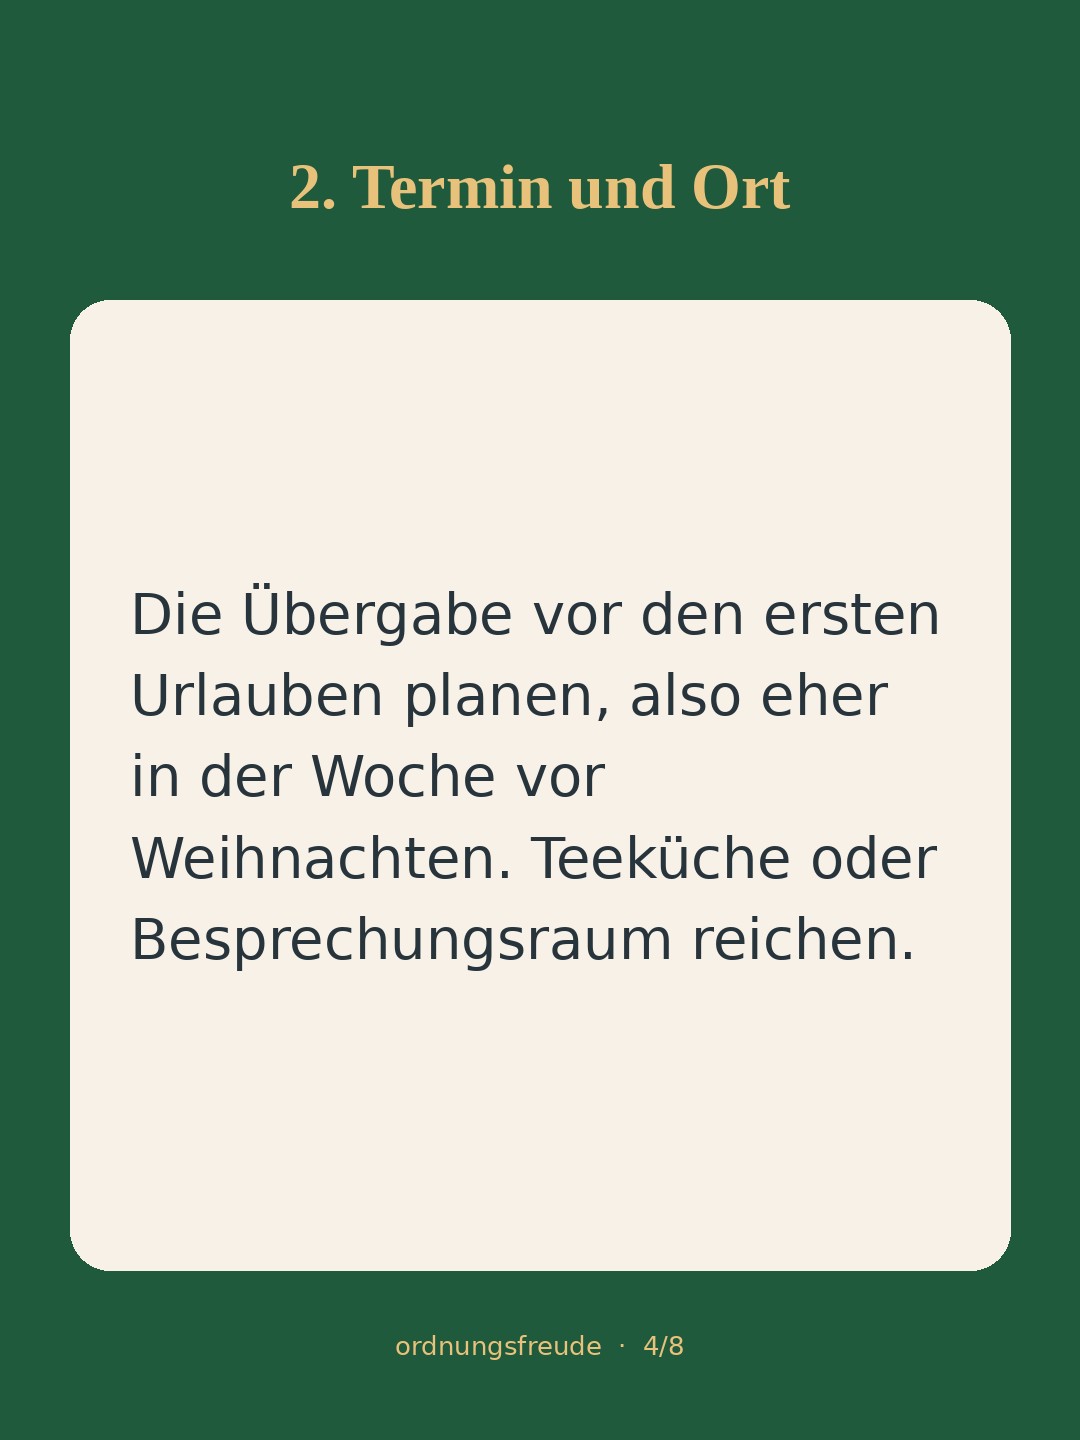 2. Termin und Ort
Die Übergabe vor den ersten
Urlauben planen, also eher
in der Woche vor
Weihnachten. Teeküche oder
Besprechungsraum reichen.
ordnungsfreude · 4/8